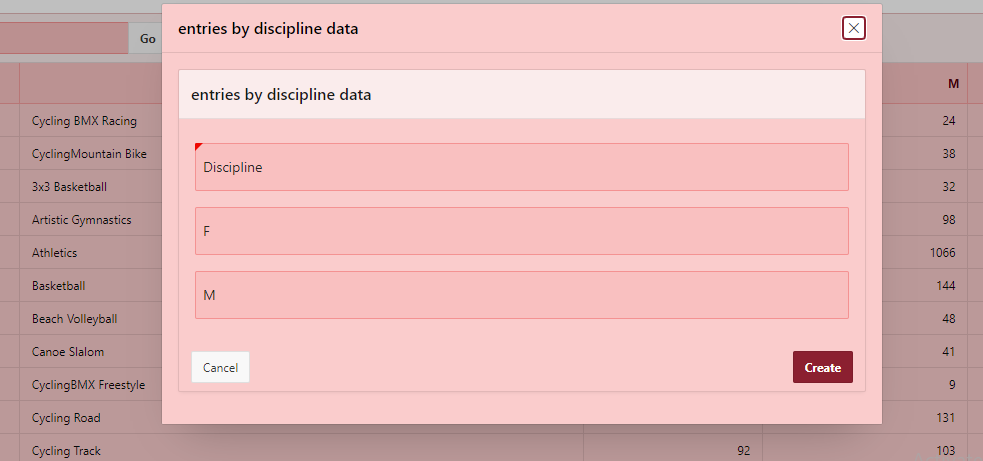 entries by discipline data
Go
entries by discipline data
M
Cycling BMX Racing 24
CyclingMountain Bike 38
Discipline
3x3 Basketball 32
Artistic Gymnastics 98
F
Athletics 1066
Basketball 144
M
Beach Volleyball 48
Canoe Slalom 41
Cancel
Create
CyclingBMX Freestyle 9
Cycling Road 131
Cycling Track 92 103